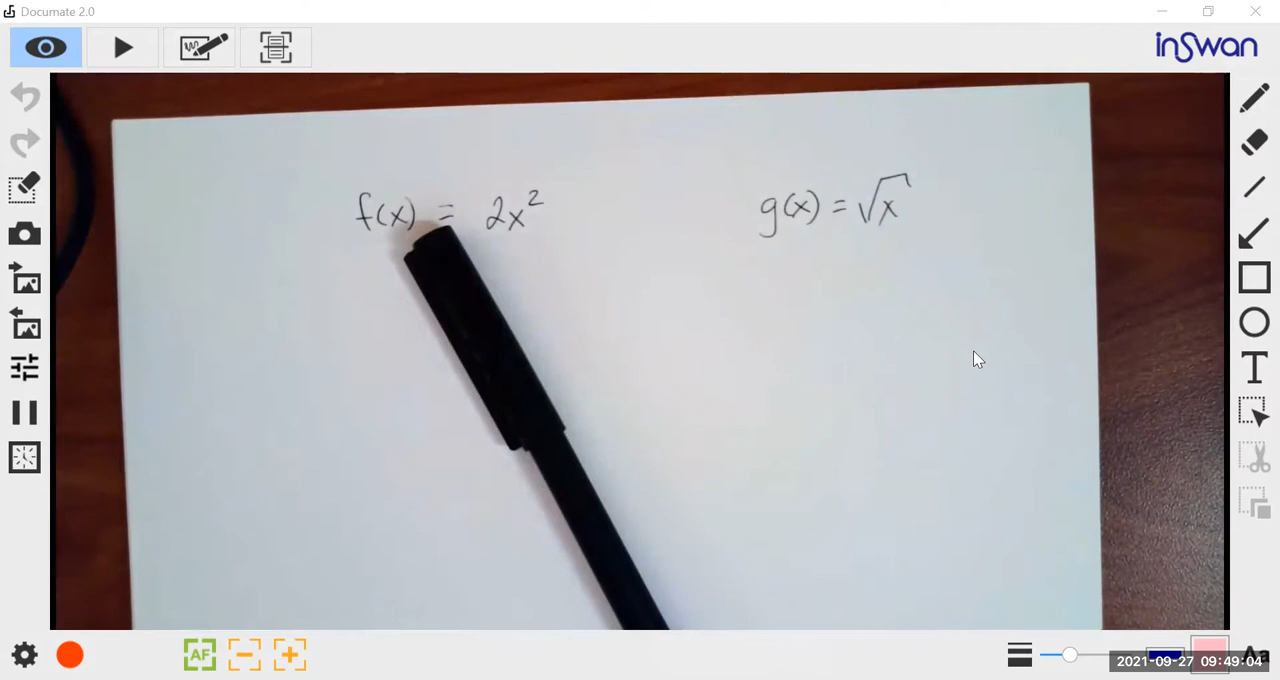 Documate 2.0
inSwan
f(x) = 2x²
g(x) = √x
T
AF
Aa
2021-09-27 09:49:04